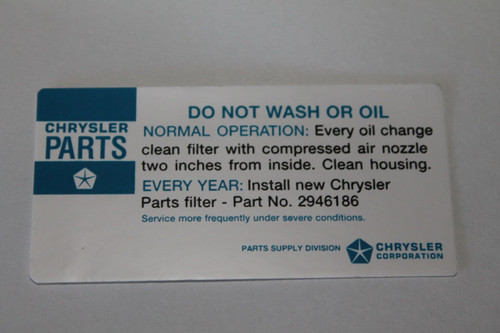 CHRYSLER
PARTS
DO NOT WASH OR OIL
NORMAL OPERATION: Every oil change
clean filter with compressed air nozzle
two inches from inside. Clean housing.
EVERY YEAR: Install new Chrysler
Parts filter - Part No. 2946186
Service more frequently under severe conditions.
PARTS SUPPLY DIVISION
CHRYSLER
CORPORATION